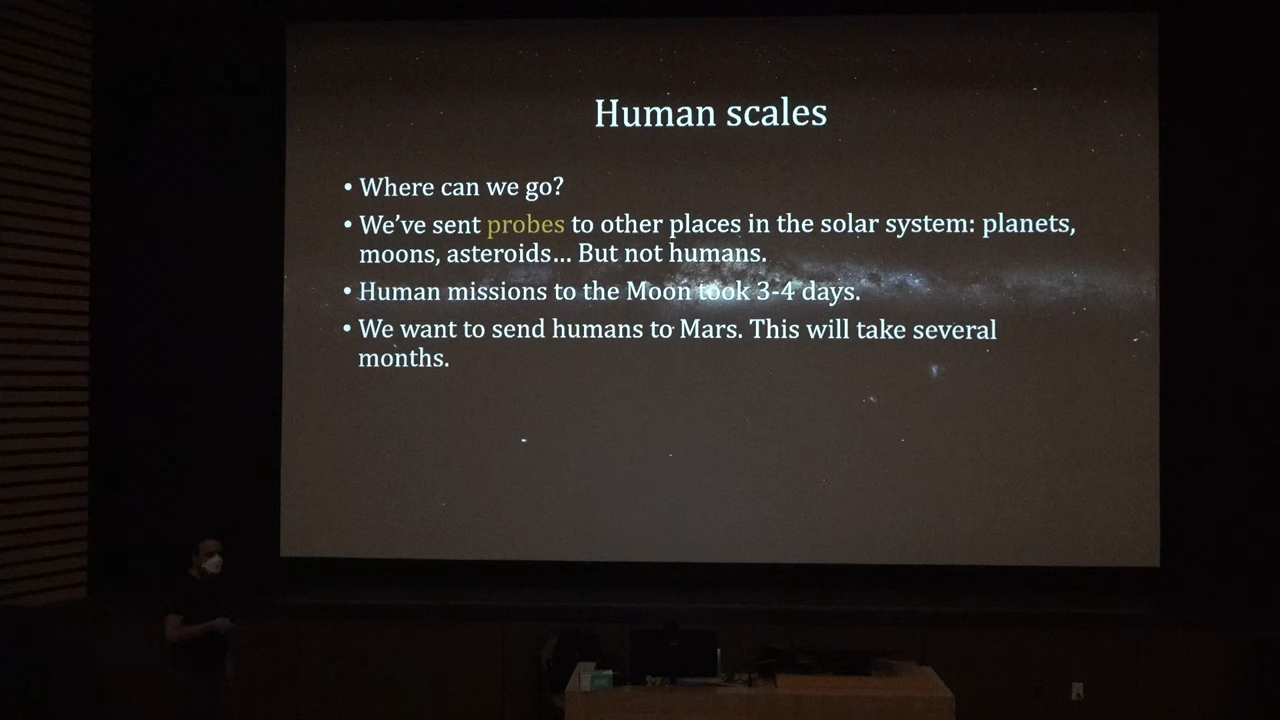 Human scales
• Where can we go?
• We’ve sent probes to other places in the solar system: planets,
moons, asteroids... But not humans.
• Human missions to the Moon took 3-4 days.
• We want to send humans to Mars. This will take several
months.